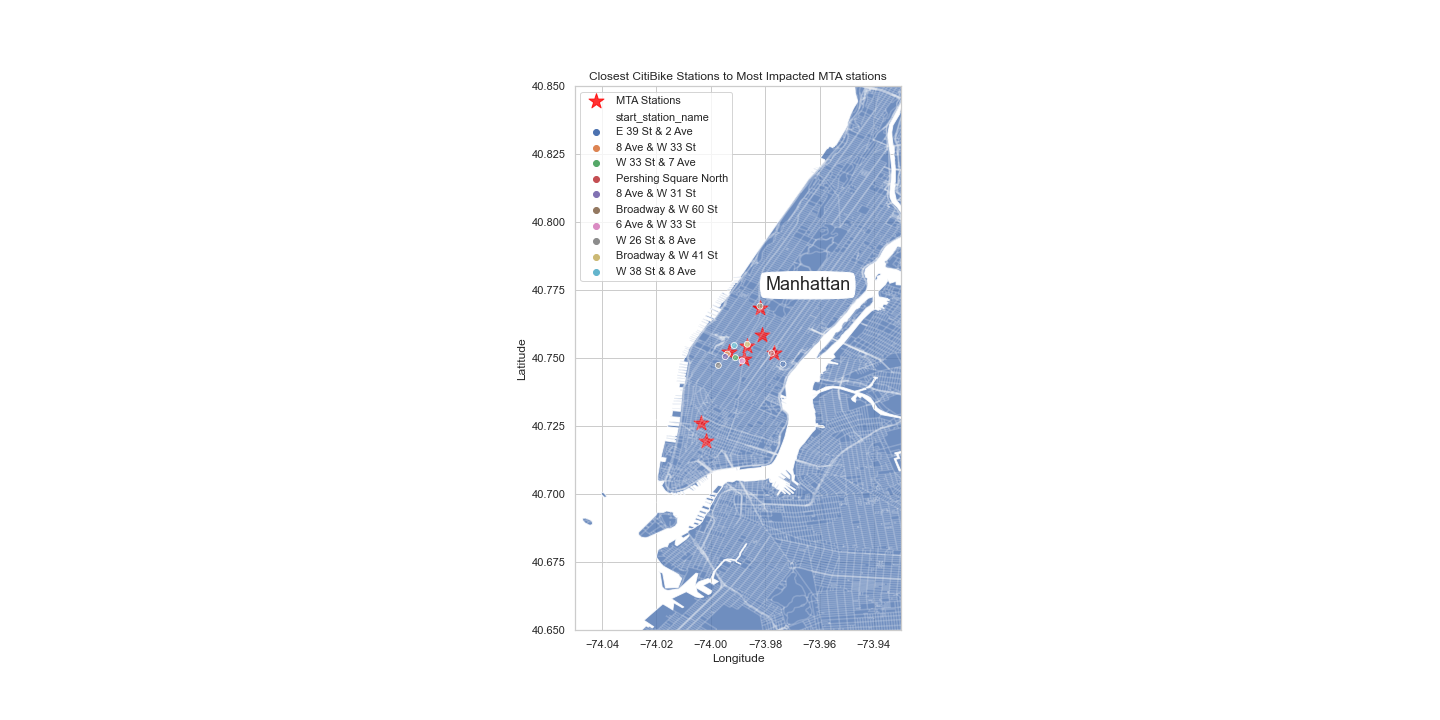 Closest CitiBike Stations to Most Impacted MTA stations
MTA Stations
start_station_name
E 39 St & 2 Ave
8 Ave & W 33 St
W 33 St & 7 Ave
Pershing Square North
8 Ave & W 31 St
Broadway & W 60 St
6 Ave & W 33 St
W 26 St & 8 Ave
Broadway & W 41 St
W 38 St & 8 Ave
Manhattan
40.850
40.825
40.800
40.775
40.750
40.725
40.700
40.675
40.650
Latitude
−74.04 −74.02 −74.00 −73.98 −73.96 −73.94
Longitude